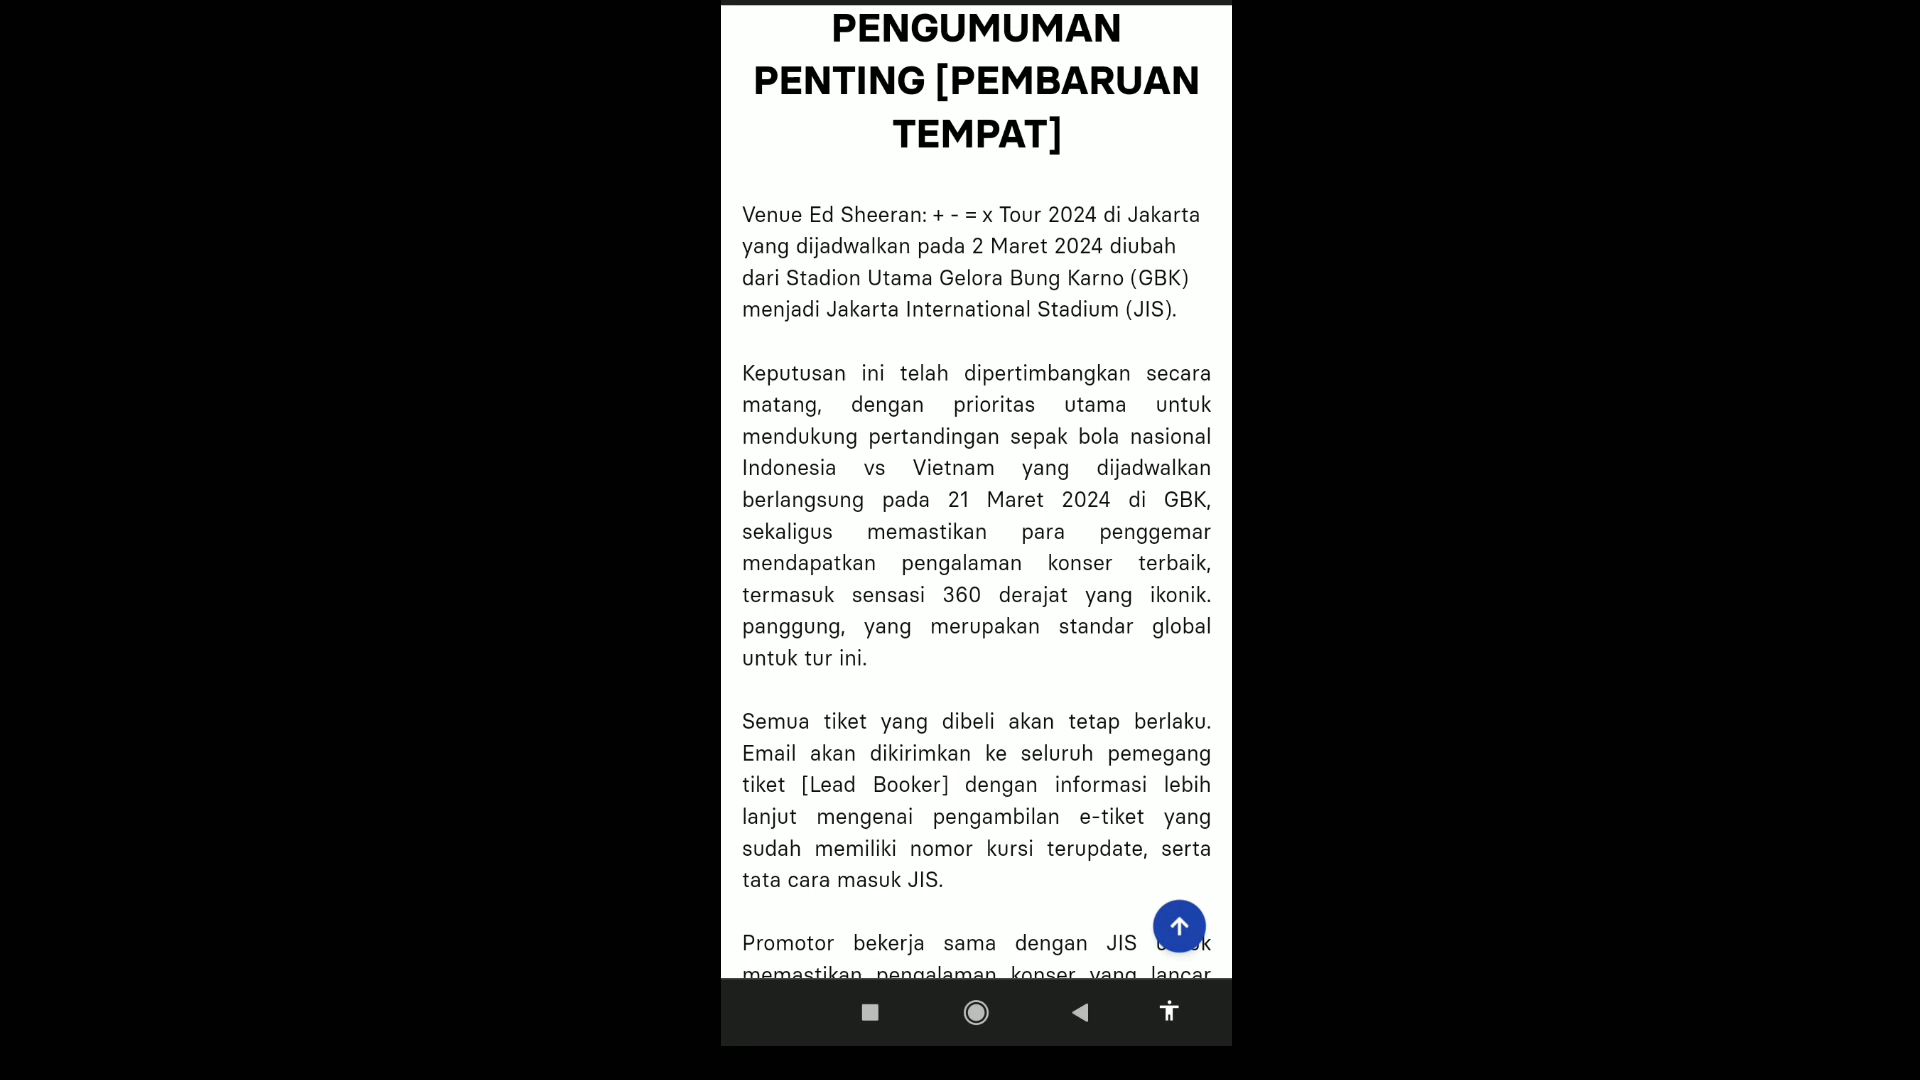 PENGUMUMAN
PENTING [PEMBARUAN
TEMPAT]
Venue Ed Sheeran: + - = x Tour 2024 di Jakarta
yang dijadwalkan pada 2 Maret 2024 diubah
dari Stadion Utama Gelora Bung Karno (GBK)
menjadi Jakarta International Stadium (JIS).
Keputusan ini telah dipertimbangkan secara
matang, dengan prioritas utama untuk
mendukung pertandingan sepak bola nasional
Indonesia vs Vietnam yang dijadwalkan
berlangsung pada 21 Maret 2024 di GBK,
sekaligus memastikan para penggemar
mendapatkan pengalaman konser terbaik,
termasuk sensasi 360 derajat yang ikonik.
panggung, yang merupakan standar global
untuk tur ini.
Semua tiket yang dibeli akan tetap berlaku.
Email akan dikirimkan ke seluruh pemegang
tiket [Lead Booker] dengan informasi lebih
lanjut mengenai pengambilan e-tiket yang
sudah memiliki nomor kursi terupdate, serta
tata cara masuk JIS.
Promotor bekerja sama dengan JIS
memastikan pengalaman konser yang lancar